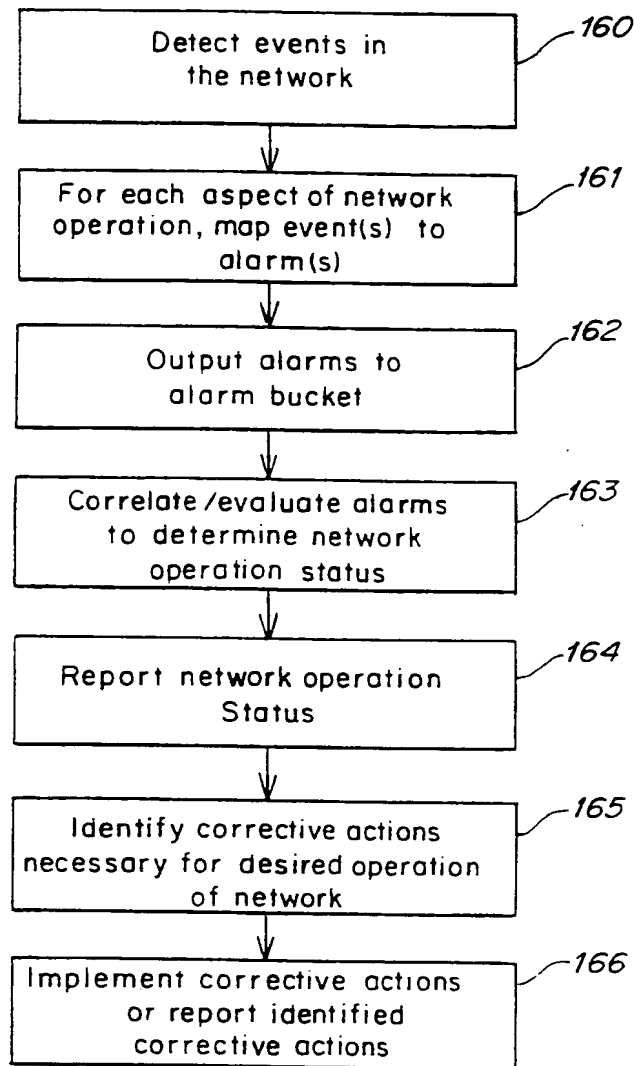 160
Detect events in
the network
161
For each aspect of network
operation, map event(s) to
alarm(s)
162
Output alarms to
alarm bucket
163
Correlate/evaluate alarms
to determine network
operation status
164
Report network operation
Status
165
Identify corrective actions
necessary for desired operation
of network
166
Implement corrective actions
or report identified
corrective actions